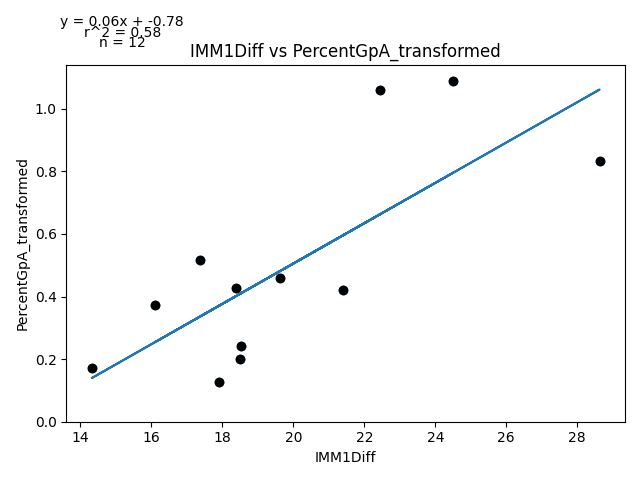 y = 0.06x + -0.78
r^2 = 0.58
n = 12
IMM1Diff vs PercentGpA_transformed
PercentGpA_transformed
1.0
0.8
0.6
0.4
0.2
0.0
14 16 18 20 22 24 26 28
IMM1Diff